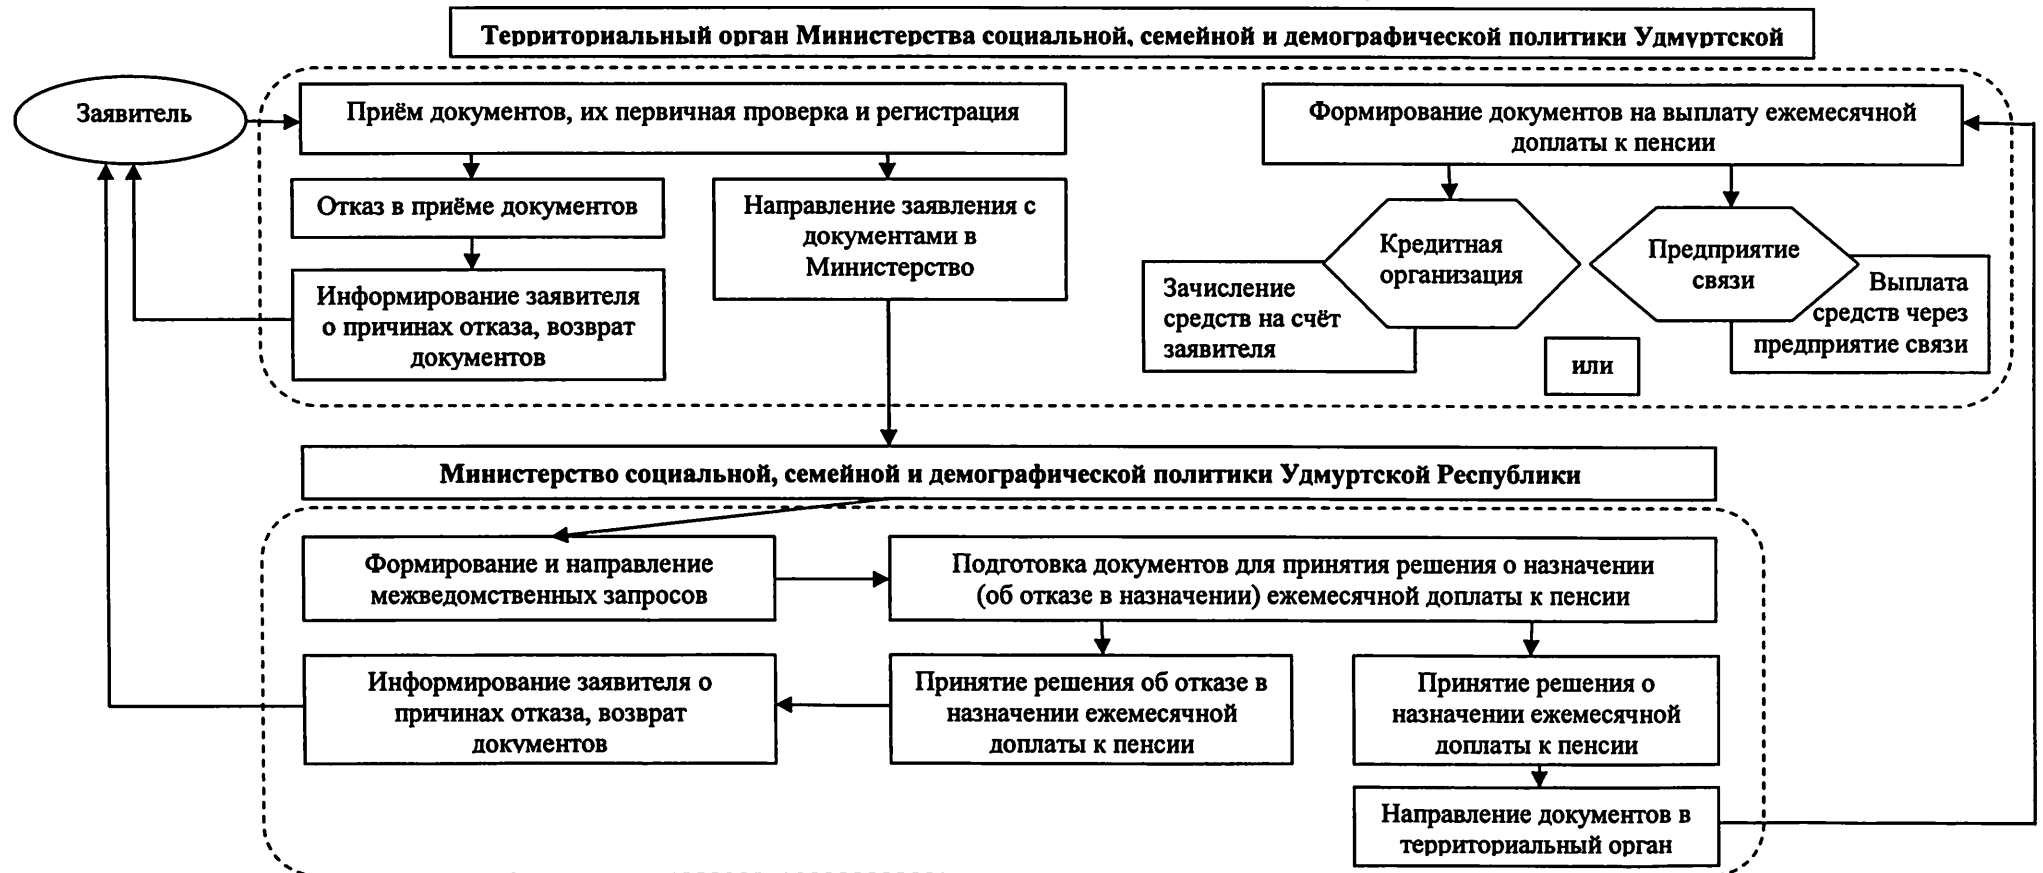 Территориальный орган Министерства социальной, семейной и демографической политики Удмуртской
Заявитель
Приём документов, их первичная проверка и регистрация
Отказ в приёме документов
Информирование заявителя
о причинах отказа, возврат
документов
Направление заявления с
документами в
Министерство
Формирование документов на выплату ежемесячной
доплаты к пенсии
Кредитная
организация
Предприятие
связи
Зачисление
средств на счёт
заявителя
или
Выплата
средств через
предприятие связи
Министерство социальной, семейной и демографической политики Удмуртской Республики
Формирование и направление
межведомственных запросов
Подготовка документов для принятия решения о назначении
(об отказе в назначении) ежемесячной доплаты к пенсии
Информирование заявителя о
причинах отказа, возврат
документов
Принятие решения об отказе в
назначении ежемесячной
доплаты к пенсии
Принятие решения о
назначении ежемесячной
доплаты к пенсии
Направление документов в
территориальный орган